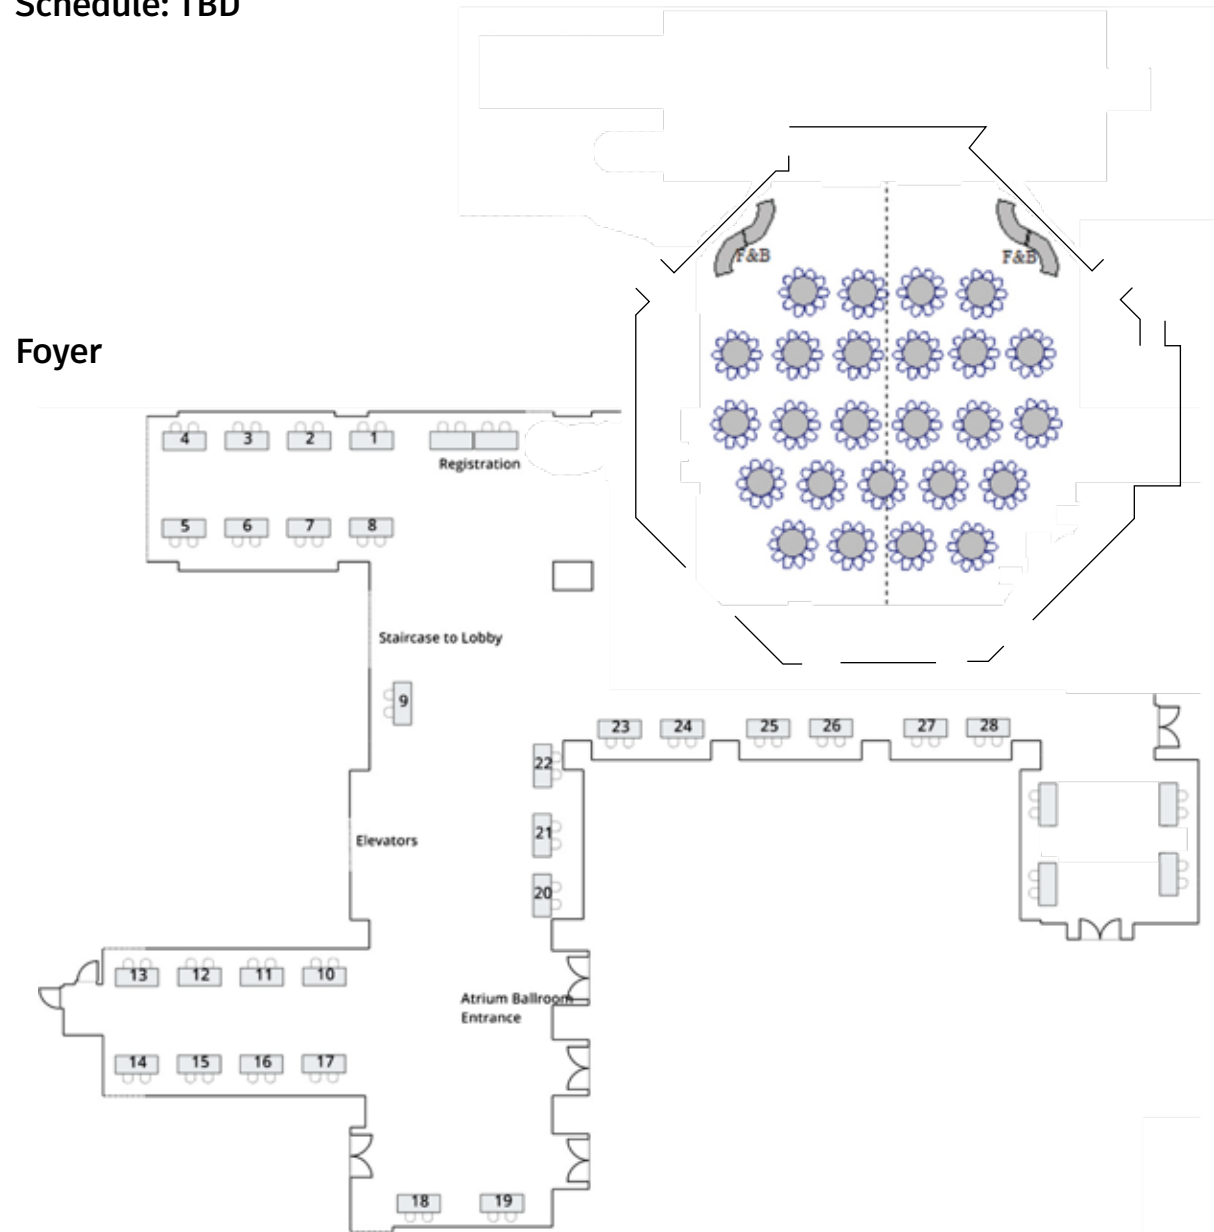 Schedule: TBD
F&B
F&B
Foyer
4 3 2 1
Registration
5 6 7 8
Staircase to Lobby
9
23 24 25 26 27 28
22
21
Elevators
20
13 12 11 10
Atrium Ballroom
Entrance
14 15 16 17
18 19